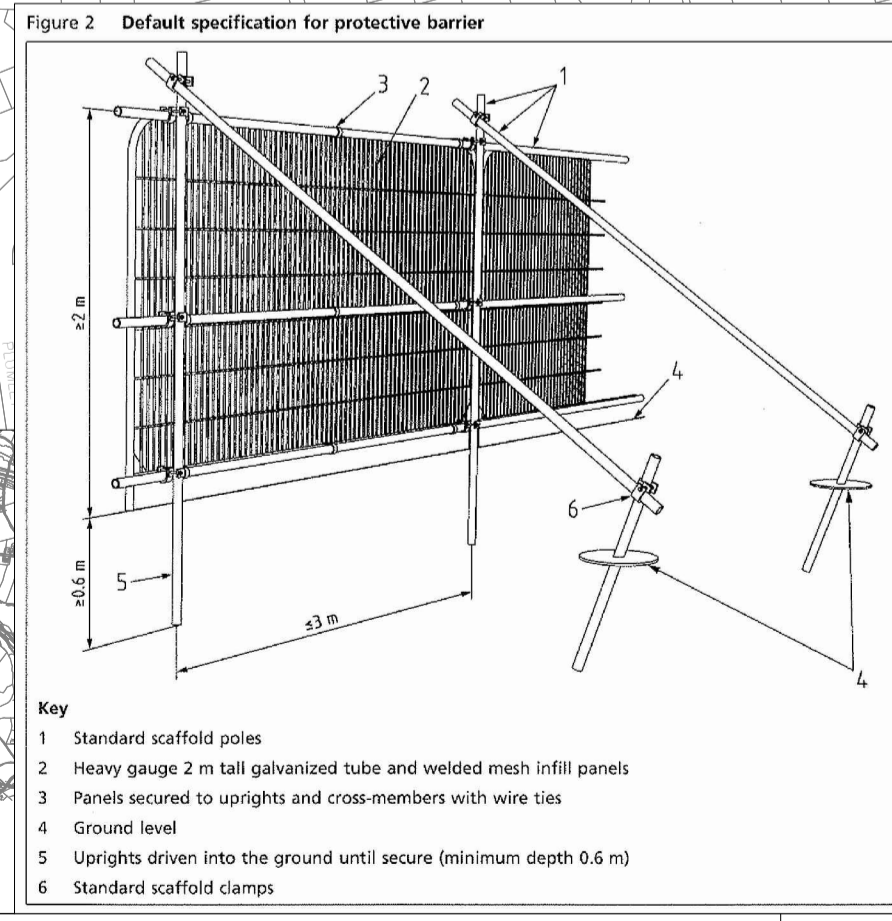 Figure 2 Default specification for protective barrier
3
2
1
≥2 m
4
6
≥0.6 m
5
≤3 m
4
Key
1 Standard scaffold poles
2 Heavy gauge 2 m tall galvanized tube and welded mesh infill panels
3 Panels secured to uprights and cross-members with wire ties
4 Ground level
5 Uprights driven into the ground until secure (minimum depth 0.6 m)
6 Standard scaffold clamps